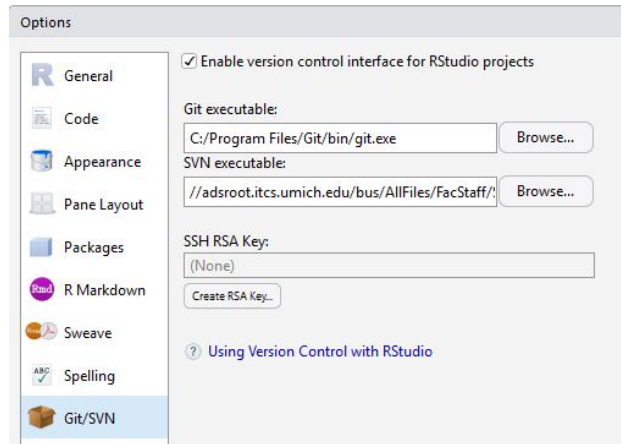 Options
General
Code
Appearance
Pane Layout
Packages
Rmd R Markdown
Sweave
ABC Spelling
Git/SVN
Enable version control interface for RStudio projects
Git executable:
C:/Program Files/Git/bin/git.exe Browse...
SVN executable:
//adsroot.itcs.umich.edu/bus/AllFiles/FacStaff/ Browse...
SSH RSA Key:
(None)
Create RSA Key...
? Using Version Control with RStudio